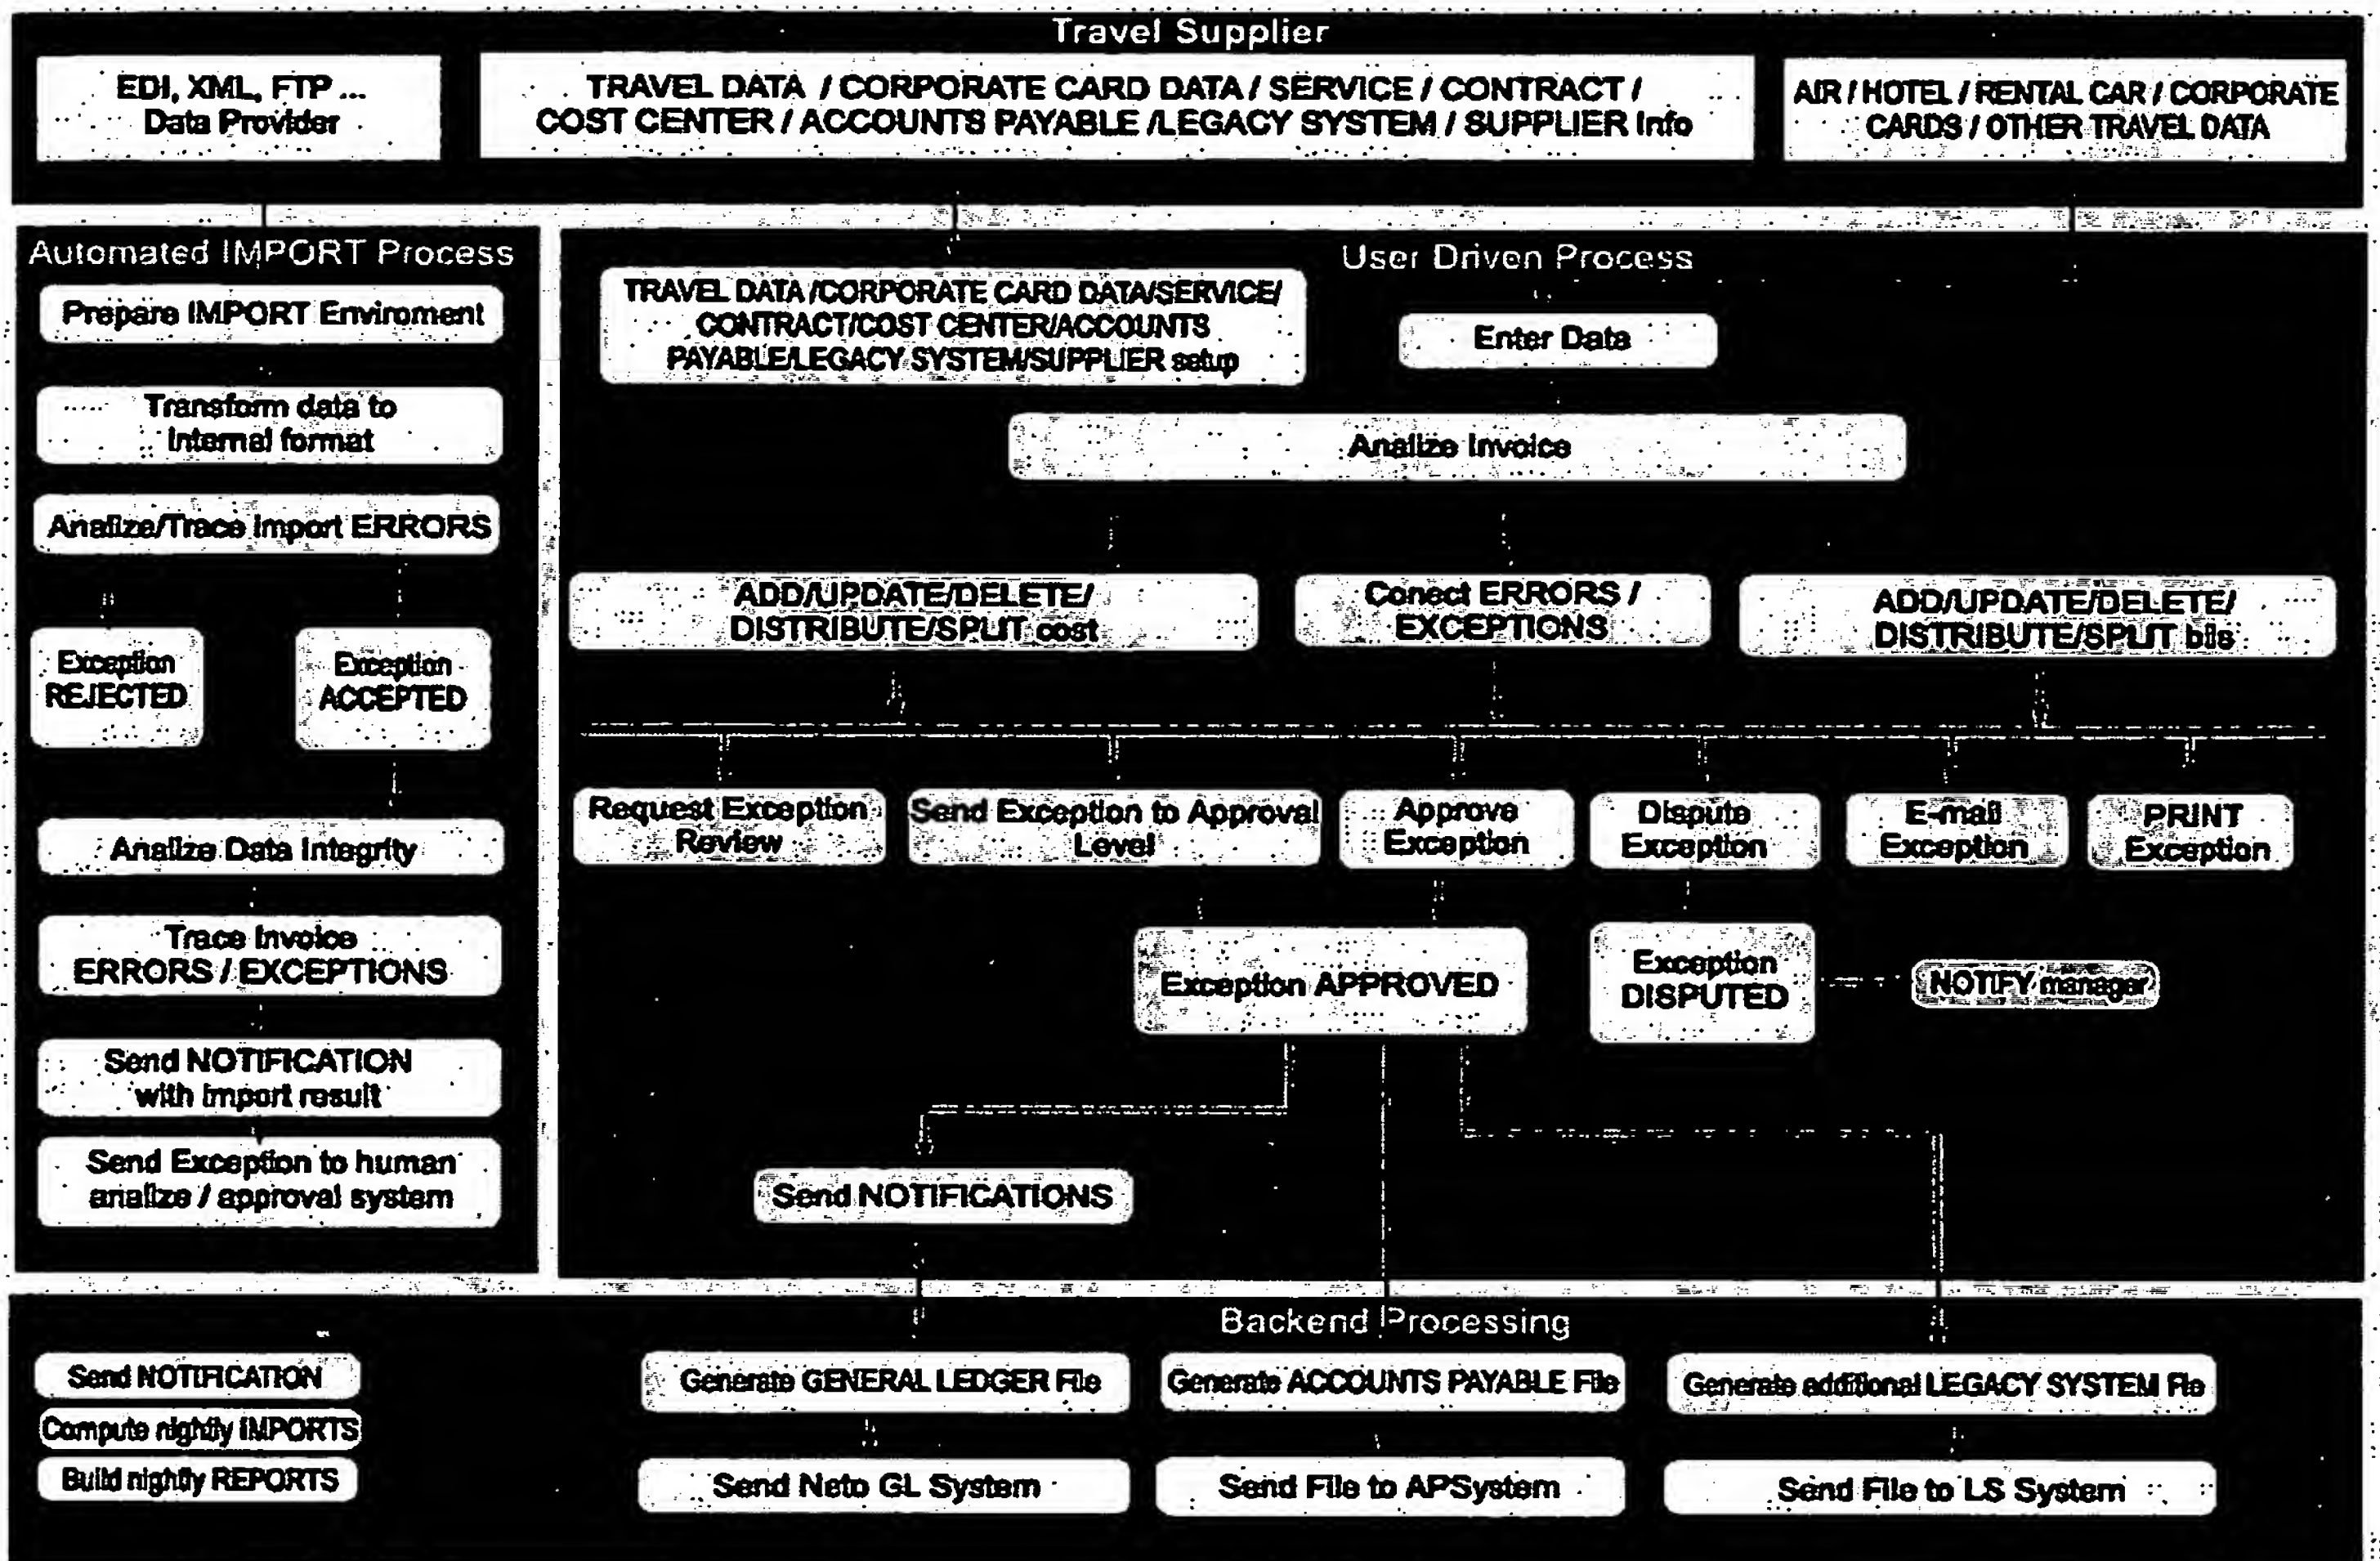 Travel Supplier
EDI, XML, FTP ...
Data Provider
TRAVEL DATA / CORPORATE CARD DATA / SERVICE / CONTRACT /
COST CENTER / ACCOUNTS PAYABLE /LEGACY SYSTEM / SUPPLIER Info
AIR / HOTEL / RENTAL CAR / CORPORATE
CARDS / OTHER TRAVEL DATA
Automated IMPORT Process
Prepare IMPORT Enviroment
Transform data to
Internal format
Analize/Trace Import ERRORS
Exception
REJECTED
Exception
ACCEPTED
Analize Data Integrity
Trace Invoice
ERRORS / EXCEPTIONS
Send NOTIFICATION
with Import result
Send Exception to human
analize / approval system
User Driven Process
TRAVEL DATA/CORPORATE CARD DATA/SERVICE/
CONTRACT/COST CENTER/ACCOUNTS
PAYABLE/LEGACY SYSTEM/SUPPLIER setup
Enter Data
Analize Invoice
ADD/UPDATE/DELETE/
DISTRIBUTE/SPLIT cost
Conect ERRORS /
EXCEPTIONS
ADD/UPDATE/DELETE/
DISTRIBUTE/SPLIT bils
Request Exception
Review
Send Exception to Approval
Level
Approve
Exception
Dispute
Exception
E-mail
Exception
PRINT
Exception
Exception APPROVED
Exception
DISPUTED
NOTIFY manager
Send NOTIFICATIONS
Backend Processing
Send NOTIFICATION
Compute nightly IMPORTS
Build nightly REPORTS
Generate GENERAL LEDGER File
Generate ACCOUNTS PAYABLE File
Generate additional LEGACY SYSTEM Fle
Send Neto GL System
Send File to APSystem
Send File to LS System